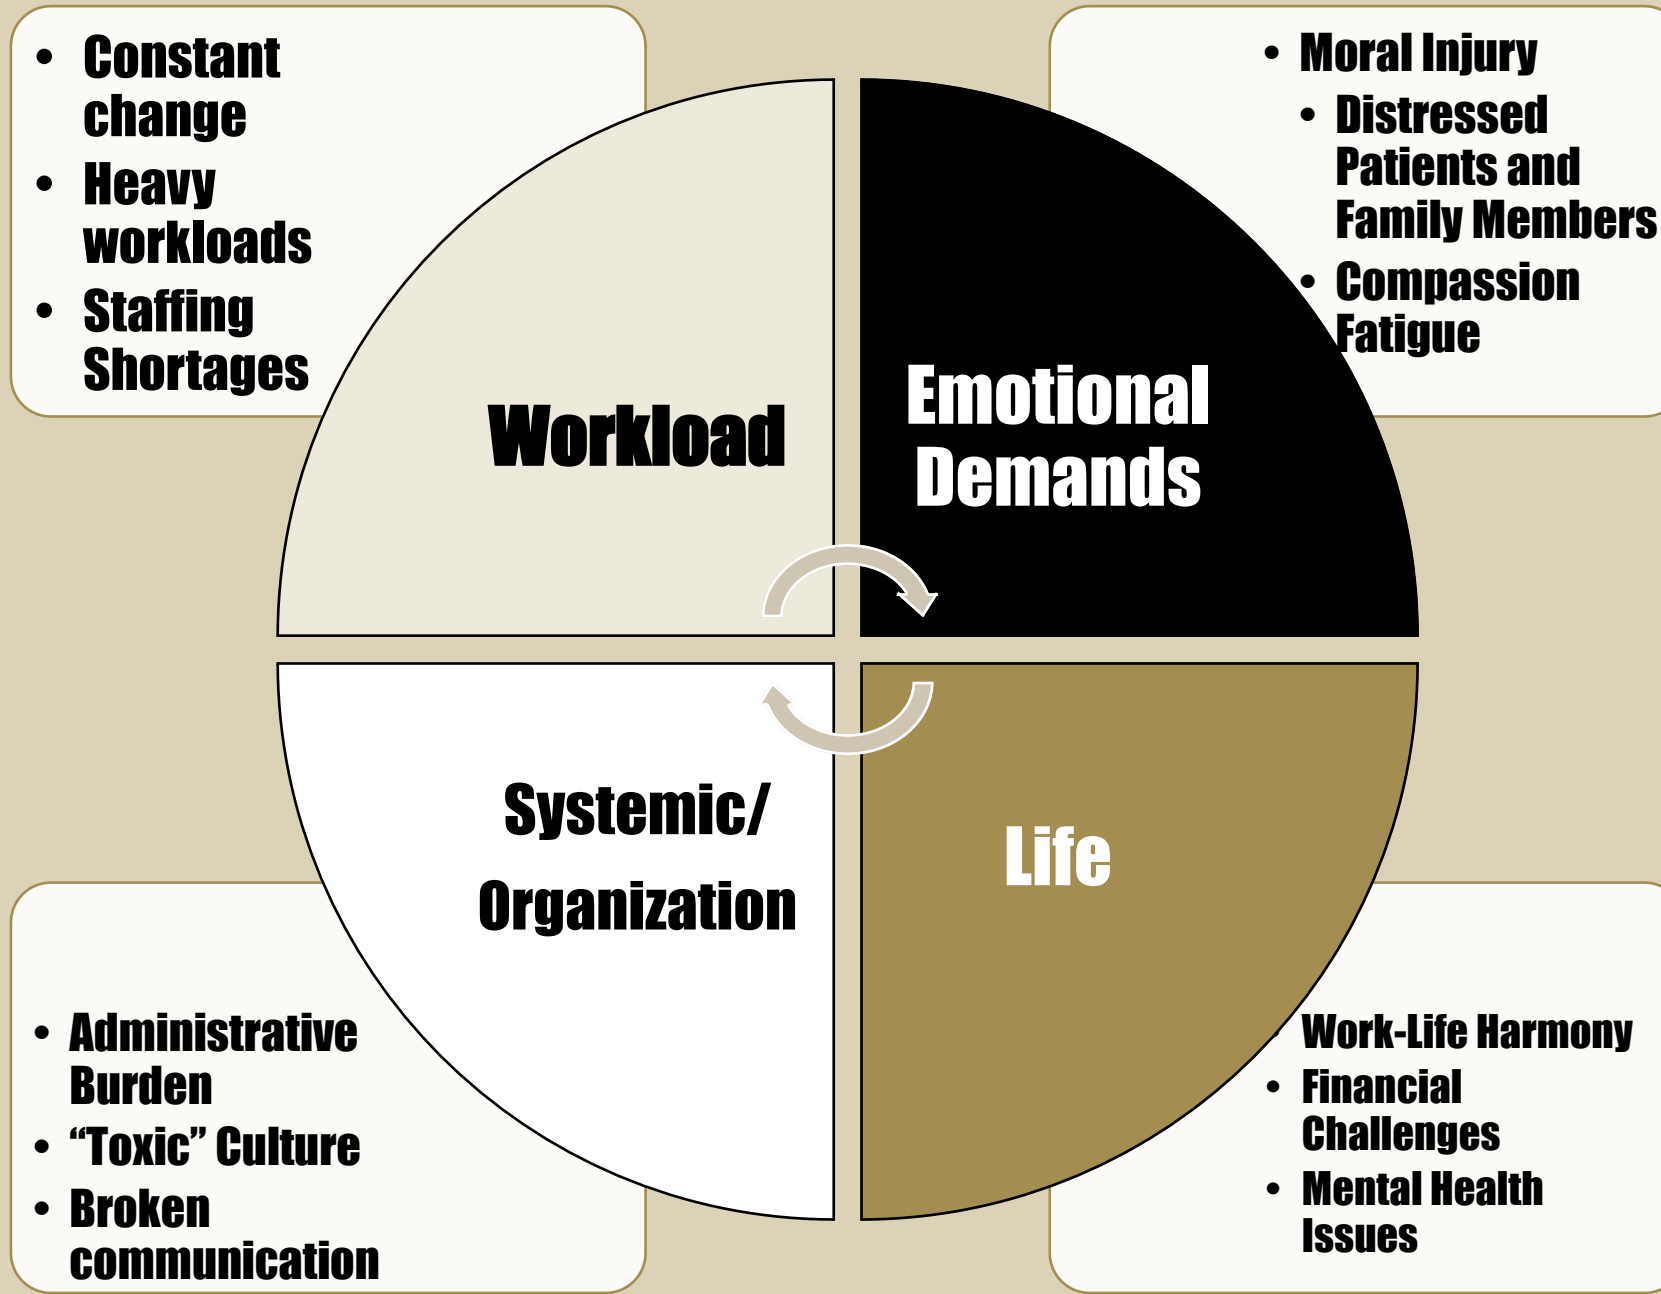 • Constant
change
• Heavy
workloads
• Staffing
Shortages
• Moral Injury
• Distressed
Patients and
Family Members
• Compassion
Fatigue
Workload
Emotional
Demands
Systemic/
Organization
Life
• Administrative
Burden
• “Toxic” Culture
• Broken
communication
• Work-Life Harmony
• Financial
Challenges
• Mental Health
Issues